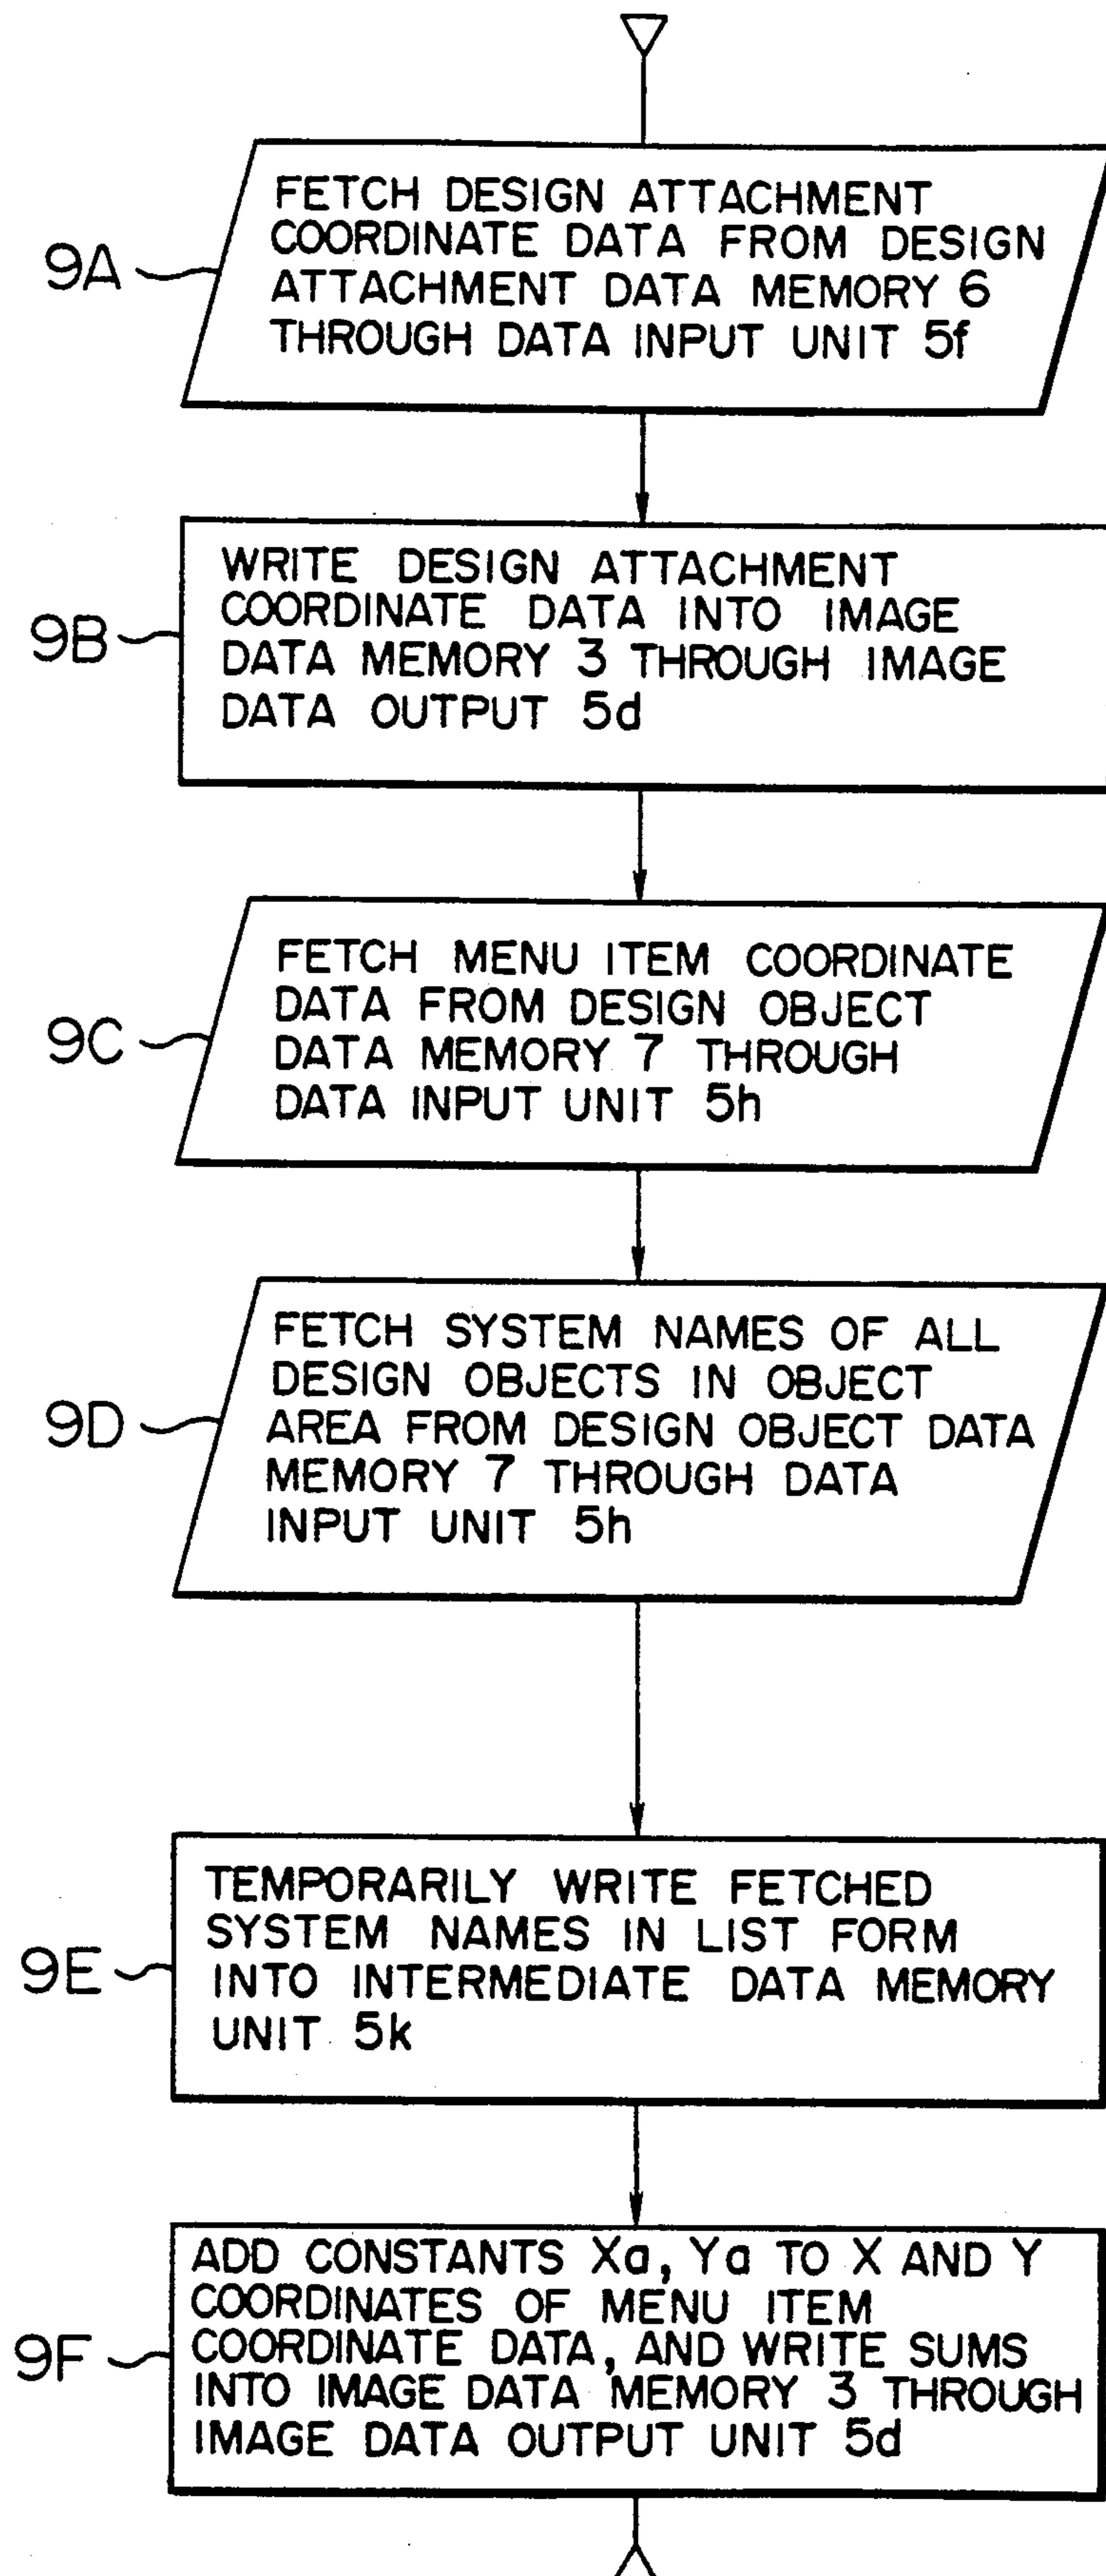 9A
FETCH DESIGN ATTACHMENT
COORDINATE DATA FROM DESIGN
ATTACHMENT DATA MEMORY 6
THROUGH DATA INPUT UNIT 5f
9B
WRITE DESIGN ATTACHMENT
COORDINATE DATA INTO IMAGE
DATA MEMORY 3 THROUGH IMAGE
DATA OUTPUT 5d
9C
FETCH MENU ITEM COORDINATE
DATA FROM DESIGN OBJECT
DATA MEMORY 7 THROUGH
DATA INPUT UNIT 5h
9D
FETCH SYSTEM NAMES OF ALL
DESIGN OBJECTS IN OBJECT
AREA FROM DESIGN OBJECT DATA
MEMORY 7 THROUGH DATA
INPUT UNIT 5h
9E
TEMPORARILY WRITE FETCHED
SYSTEM NAMES IN LIST FORM
INTO INTERMEDIATE DATA MEMORY
UNIT 5k
9F
ADD CONSTANTS Xa, Ya TO X AND Y
COORDINATES OF MENU ITEM
COORDINATE DATA, AND WRITE SUMS
INTO IMAGE DATA MEMORY 3 THROUGH
IMAGE DATA OUTPUT UNIT 5d